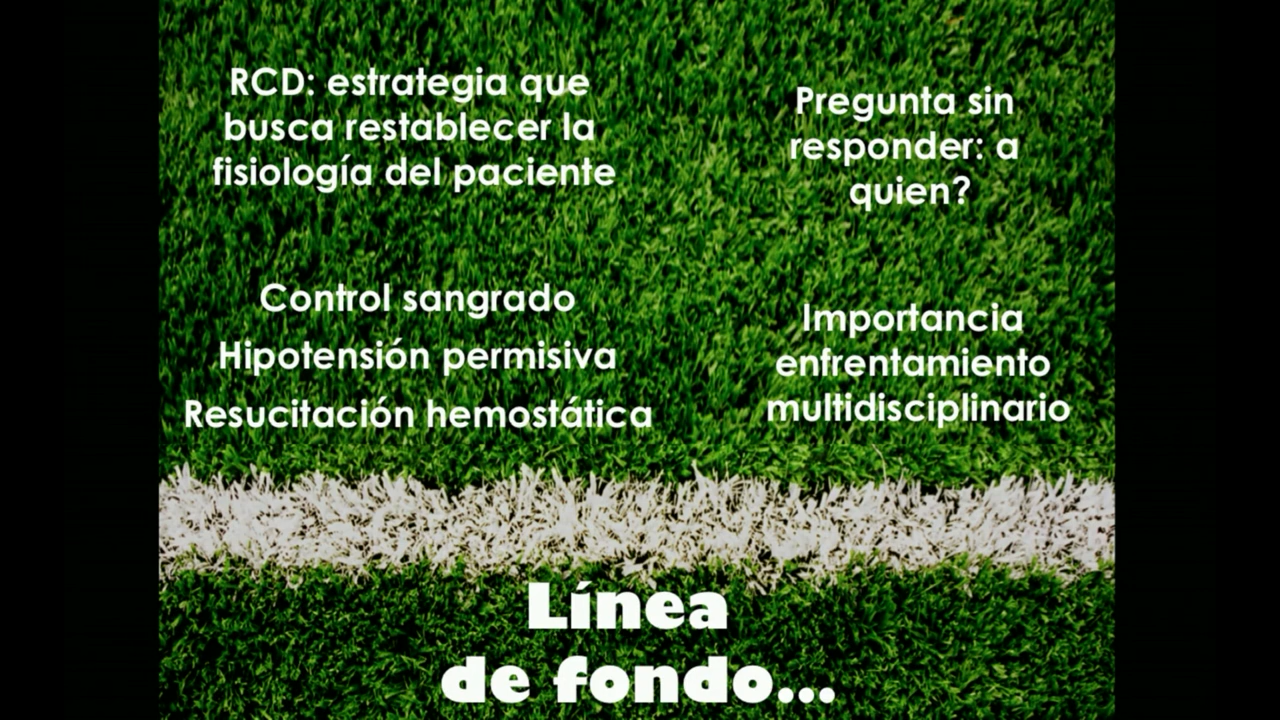 RCD: estrategia que
busca restablecer la
fisiología del paciente
Control sangrado
Hipotensión permisiva
Resucitación hemostática
Pregunta sin
responder: a
quien?
Importancia
enfrentamiento
multidisciplinario
Línea
de fondo...